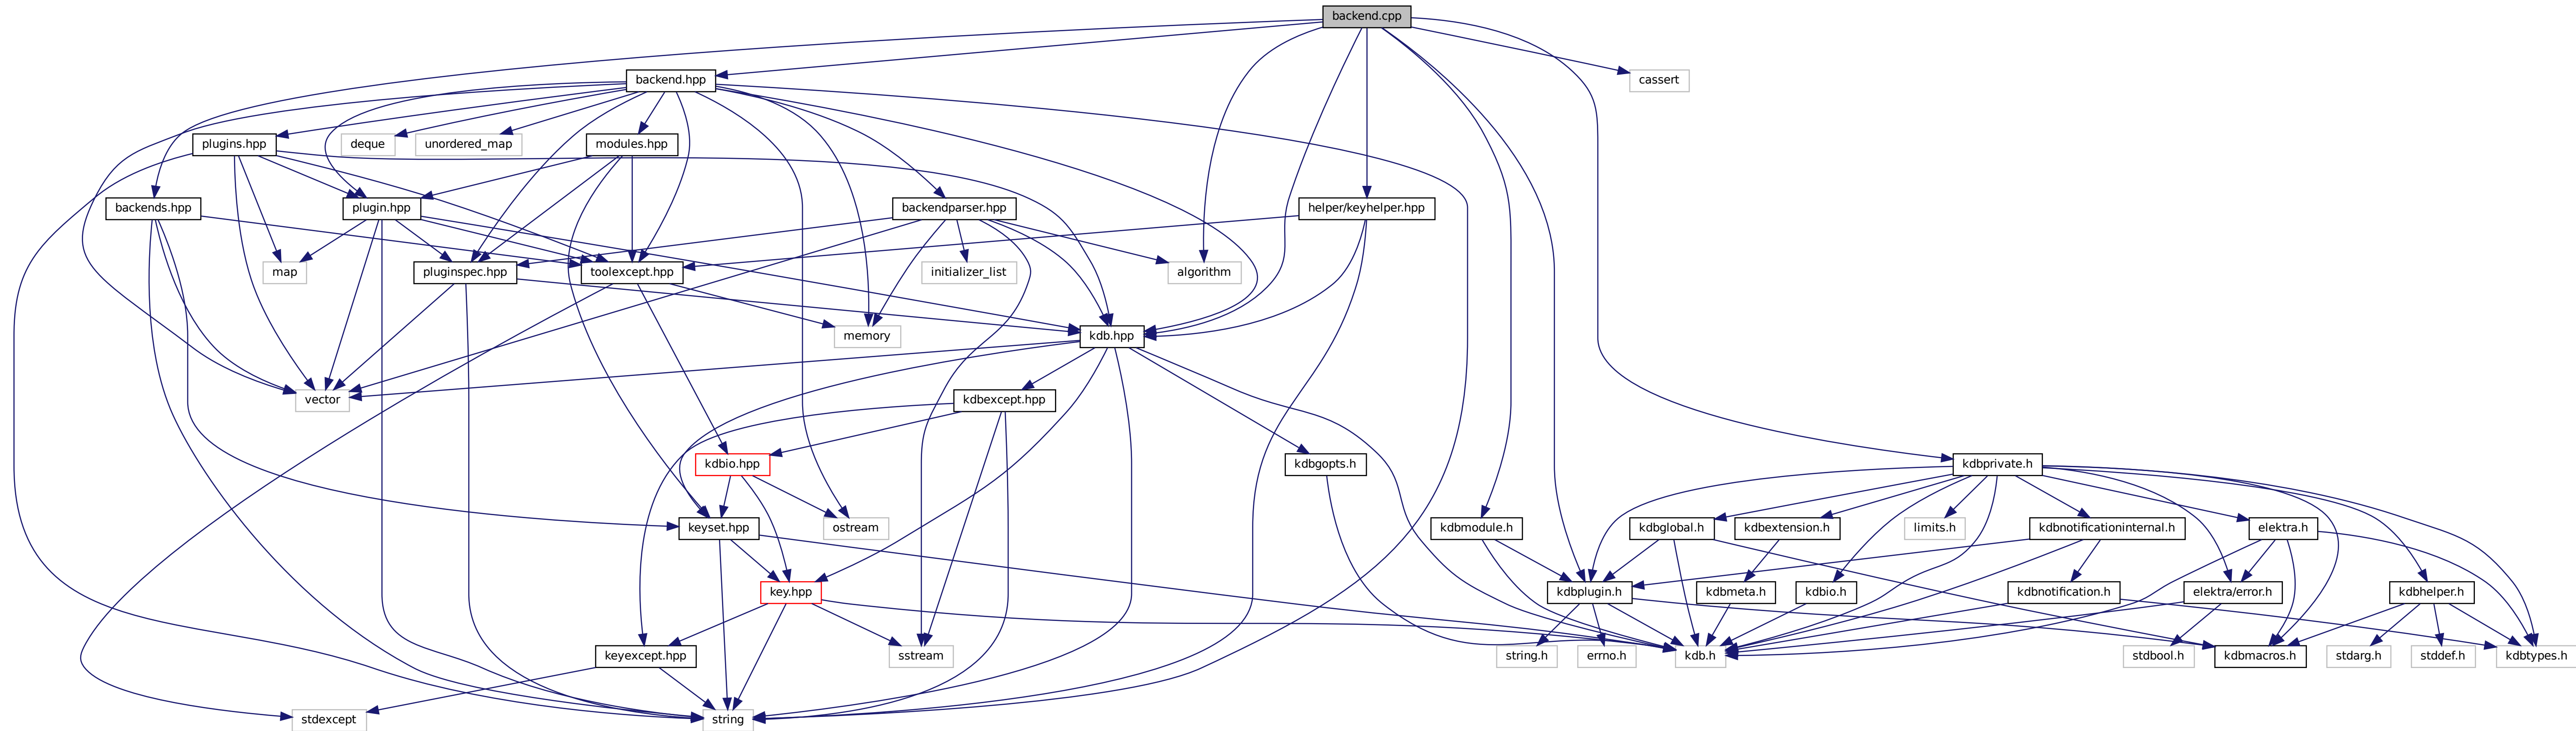 backend.cpp
backend.hpp
cassert
plugins.hpp
deque
unordered_map
modules.hpp
backends.hpp
plugin.hpp
backendparser.hpp
helper/keyhelper.hpp
map
pluginspec.hpp
toolexcept.hpp
initializer_list
algorithm
memory
kdb.hpp
vector
kdbexcept.hpp
kdbio.hpp
kdbgopts.h
kdbprivate.h
keyset.hpp
ostream
kdbmodule.h
kdbglobal.h
kdbextension.h
limits.h
kdbnotificationinternal.h
elektra.h
key.hpp
kdbplugin.h
kdbmeta.h
kdbio.h
kdbnotification.h
elektra/error.h
kdbhelper.h
keyexcept.hpp
sstream
string.h
errno.h
kdb.h
stdbool.h
kdbmacros.h
stdarg.h
stddef.h
kdbtypes.h
stdexcept
string